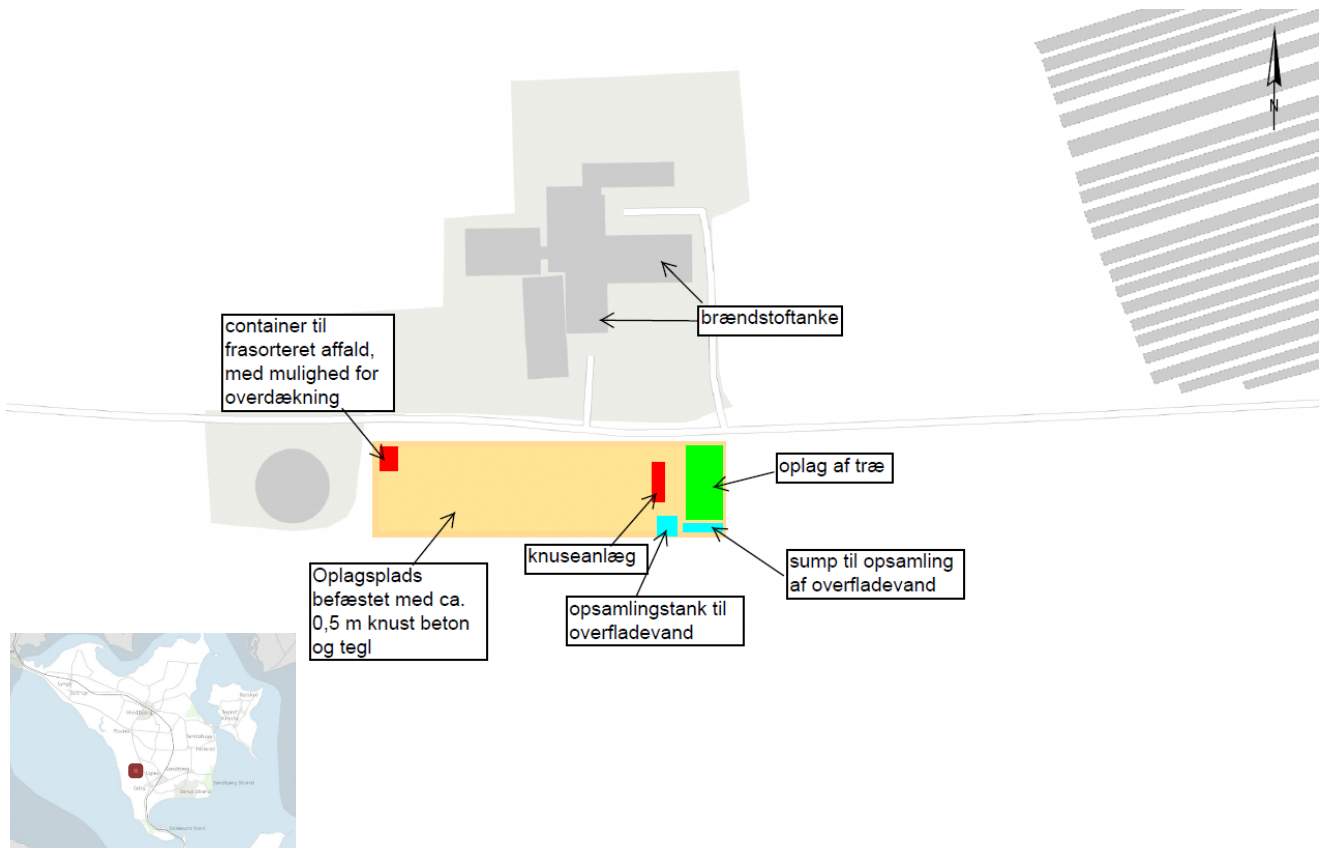 N
brændstoftanke
container til
frasorteret affald,
med mulighed for
overdækning
oplag af træ
knuseanlæg
sump til opsamling
af overfladevand
Oplagsplads
befæstet med ca.
0,5 m knust beton
og tegl
opsamlingstank til
overfladevand
Hvidbjerg